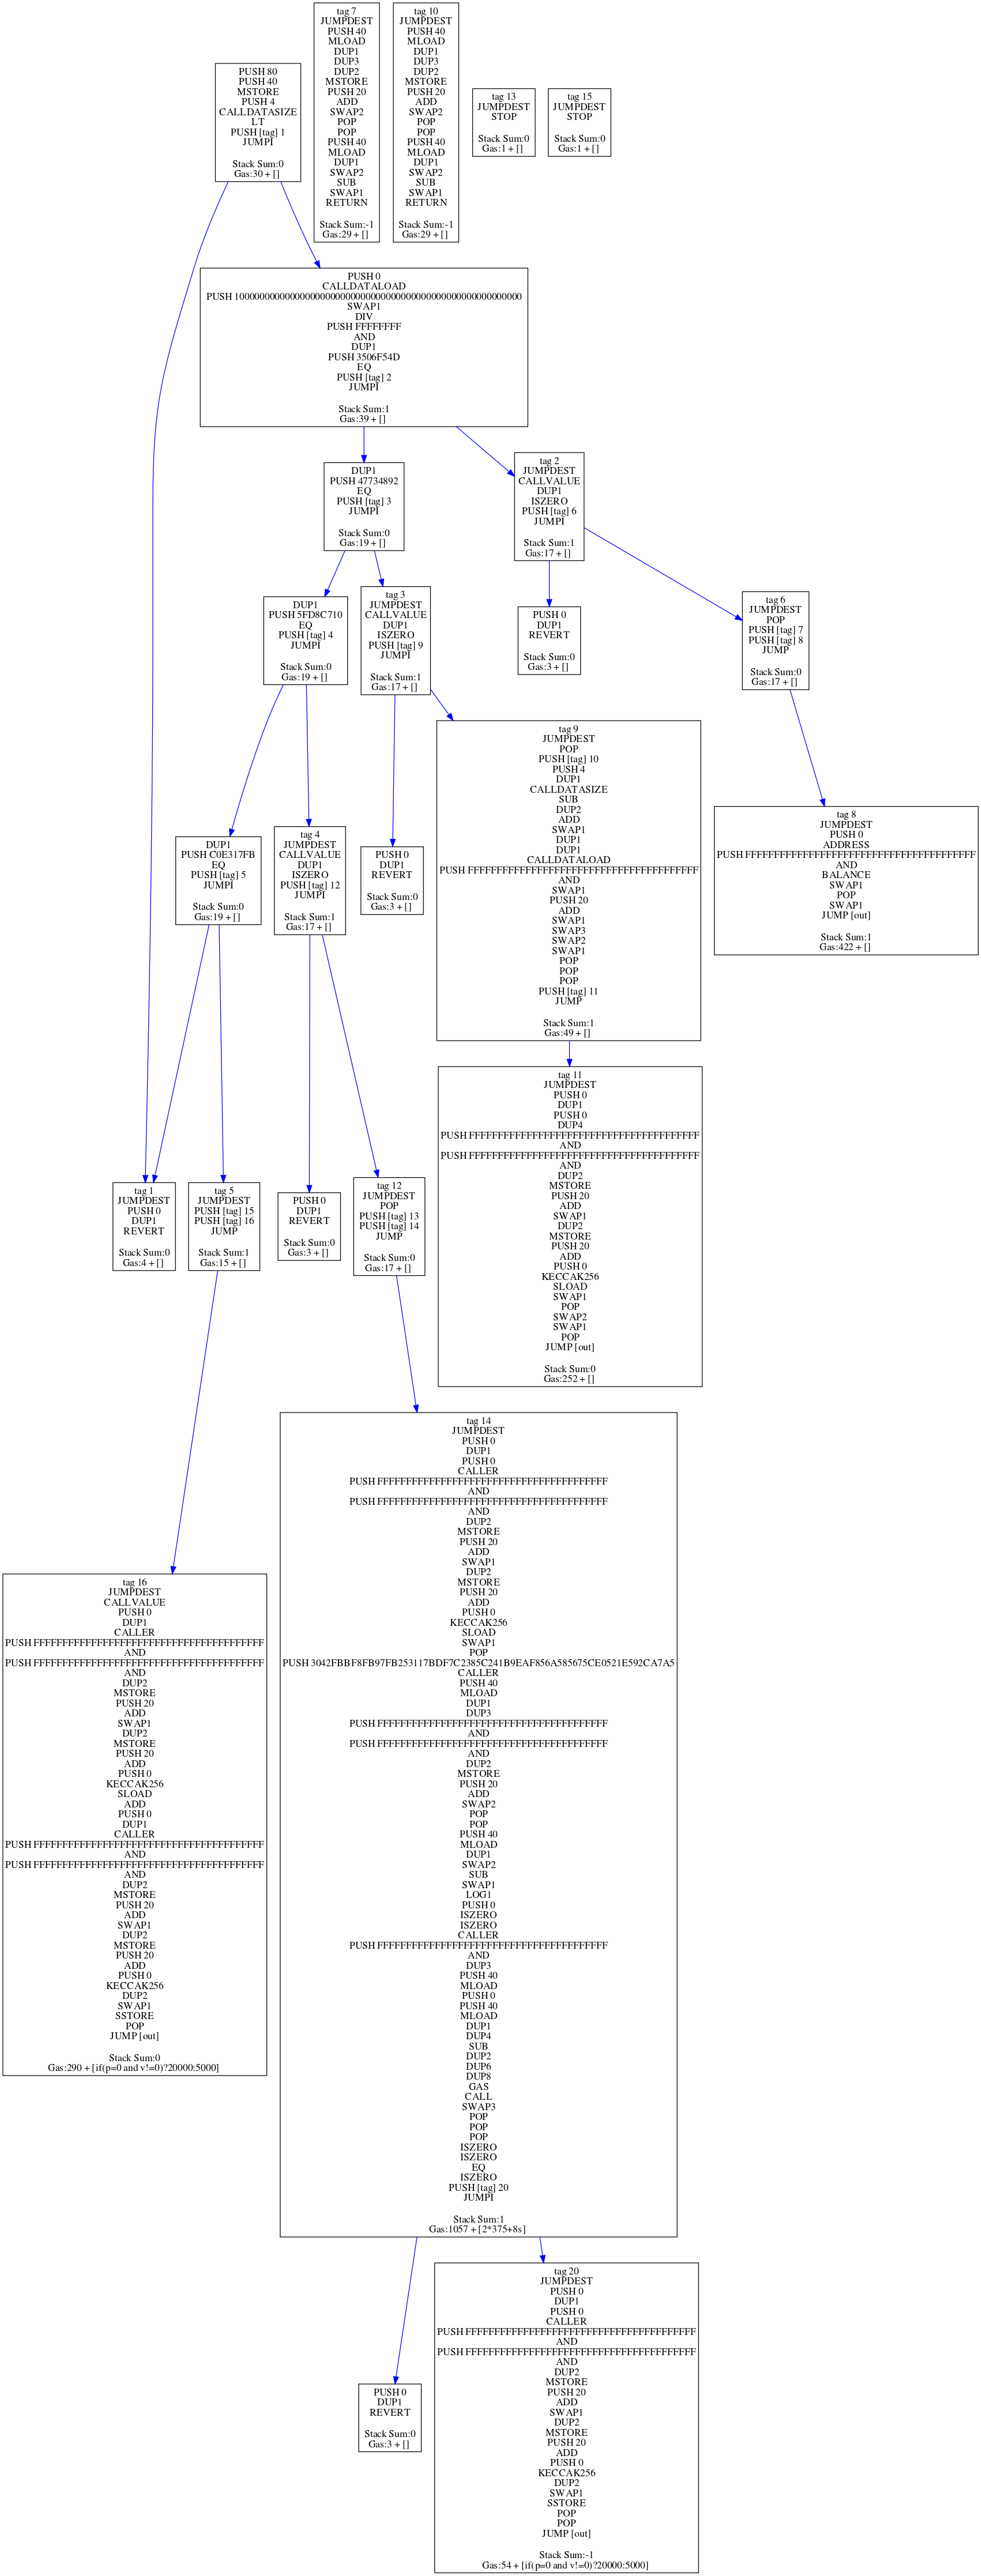 PUSH 80
PUSH 40
MSTORE
PUSH 4
CALLDATASIZE
LT
PUSH [tag] 1
JUMPI
Stack Sum:0
Gas:30 + []
tag 7
JUMPDEST
PUSH 40
MLOAD
DUP1
DUP3
DUP2
MSTORE
PUSH 20
ADD
SWAP2
POP
POP
PUSH 40
MLOAD
DUP1
SWAP2
SUB
SWAP1
RETURN
Stack Sum:-1
Gas:29 + []
tag 10
JUMPDEST
PUSH 40
MLOAD
DUP1
DUP3
DUP2
MSTORE
PUSH 20
ADD
SWAP2
POP
POP
PUSH 40
MLOAD
DUP1
SWAP2
SUB
SWAP1
RETURN
Stack Sum:-1
Gas:29 + []
tag 13
JUMPDEST
STOP
Stack Sum:0
Gas:1 + []
tag 15
JUMPDEST
STOP
Stack Sum:0
Gas:1 + []
PUSH 0
CALLDATALOAD
PUSH 100000000000000000000000000000000000000000000000000000000
SWAP1
DIV
PUSH FFFFFFFF
AND
DUP1
PUSH 3506F54D
EQ
PUSH [tag] 2
JUMPI
Stack Sum:1
Gas:39 + []
DUP1
PUSH 47734892
EQ
PUSH [tag] 3
JUMPI
Stack Sum:0
Gas:19 + []
tag 2
JUMPDEST
CALLVALUE
DUP1
ISZERO
PUSH [tag] 6
JUMPI
Stack Sum:1
Gas:17 + []
DUP1
PUSH 5FD8C710
EQ
PUSH [tag] 4
JUMPI
Stack Sum:0
Gas:19 + []
tag 3
JUMPDEST
CALLVALUE
DUP1
ISZERO
PUSH [tag] 9
JUMPI
Stack Sum:1
Gas:17 + []
PUSH 0
DUP1
REVERT
Stack Sum:0
Gas:3 + []
tag 6
JUMPDEST
POP
PUSH [tag] 7
PUSH [tag] 8
JUMP
Stack Sum:0
Gas:17 + []
DUP1
PUSH C0E317FB
EQ
PUSH [tag] 5
JUMPI
Stack Sum:0
Gas:19 + []
tag 4
JUMPDEST
CALLVALUE
DUP1
ISZERO
PUSH [tag] 12
JUMPI
Stack Sum:1
Gas:17 + []
PUSH 0
DUP1
REVERT
Stack Sum:0
Gas:3 + []
tag 9
JUMPDEST
POP
PUSH [tag] 10
PUSH 4
DUP1
CALLDATASIZE
SUB
DUP2
ADD
SWAP1
DUP1
DUP1
CALLDATALOAD
PUSH FFFFFFFFFFFFFFFFFFFFFFFFFFFFFFFFFFFFFFFF
AND
SWAP1
PUSH 20
ADD
SWAP1
SWAP3
SWAP2
SWAP1
POP
POP
POP
PUSH [tag] 11
JUMP
Stack Sum:1
Gas:49 + []
tag 8
JUMPDEST
PUSH 0
ADDRESS
PUSH FFFFFFFFFFFFFFFFFFFFFFFFFFFFFFFFFFFFFFFF
AND
BALANCE
SWAP1
POP
SWAP1
JUMP [out]
Stack Sum:1
Gas:422 + []
tag 1
JUMPDEST
PUSH 0
DUP1
REVERT
Stack Sum:0
Gas:4 + []
tag 5
JUMPDEST
PUSH [tag] 15
PUSH [tag] 16
JUMP
Stack Sum:1
Gas:15 + []
PUSH 0
DUP1
REVERT
Stack Sum:0
Gas:3 + []
tag 12
JUMPDEST
POP
PUSH [tag] 13
PUSH [tag] 14
JUMP
Stack Sum:0
Gas:17 + []
tag 11
JUMPDEST
PUSH 0
DUP1
PUSH 0
DUP4
PUSH FFFFFFFFFFFFFFFFFFFFFFFFFFFFFFFFFFFFFFFF
AND
PUSH FFFFFFFFFFFFFFFFFFFFFFFFFFFFFFFFFFFFFFFF
AND
DUP2
MSTORE
PUSH 20
ADD
SWAP1
DUP2
MSTORE
PUSH 20
ADD
PUSH 0
KECCAK256
SLOAD
SWAP1
POP
SWAP2
SWAP1
POP
JUMP [out]
Stack Sum:0
Gas:252 + []
tag 16
JUMPDEST
CALLVALUE
PUSH 0
DUP1
CALLER
PUSH FFFFFFFFFFFFFFFFFFFFFFFFFFFFFFFFFFFFFFFF
AND
PUSH FFFFFFFFFFFFFFFFFFFFFFFFFFFFFFFFFFFFFFFF
AND
DUP2
MSTORE
PUSH 20
ADD
SWAP1
DUP2
MSTORE
PUSH 20
ADD
PUSH 0
KECCAK256
SLOAD
ADD
PUSH 0
DUP1
CALLER
PUSH FFFFFFFFFFFFFFFFFFFFFFFFFFFFFFFFFFFFFFFF
AND
PUSH FFFFFFFFFFFFFFFFFFFFFFFFFFFFFFFFFFFFFFFF
AND
DUP2
MSTORE
PUSH 20
ADD
SWAP1
DUP2
MSTORE
PUSH 20
ADD
PUSH 0
KECCAK256
DUP2
SWAP1
SSTORE
POP
JUMP [out]
Stack Sum:0
Gas:290 + [if(p=0 and v!=0)?20000:5000]
tag 14
JUMPDEST
PUSH 0
DUP1
PUSH 0
CALLER
PUSH FFFFFFFFFFFFFFFFFFFFFFFFFFFFFFFFFFFFFFFF
AND
PUSH FFFFFFFFFFFFFFFFFFFFFFFFFFFFFFFFFFFFFFFF
AND
DUP2
MSTORE
PUSH 20
ADD
SWAP1
DUP2
MSTORE
PUSH 20
ADD
PUSH 0
KECCAK256
SLOAD
SWAP1
POP
PUSH 3042FBBF8FB97FB253117BDF7C2385C241B9EAF856A585675CE0521E592CA7A5
CALLER
PUSH 40
MLOAD
DUP1
DUP3
PUSH FFFFFFFFFFFFFFFFFFFFFFFFFFFFFFFFFFFFFFFF
AND
PUSH FFFFFFFFFFFFFFFFFFFFFFFFFFFFFFFFFFFFFFFF
AND
DUP2
MSTORE
PUSH 20
ADD
SWAP2
POP
POP
PUSH 40
MLOAD
DUP1
SWAP2
SUB
SWAP1
LOG1
PUSH 0
ISZERO
ISZERO
CALLER
PUSH FFFFFFFFFFFFFFFFFFFFFFFFFFFFFFFFFFFFFFFF
AND
DUP3
PUSH 40
MLOAD
PUSH 0
PUSH 40
MLOAD
DUP1
DUP4
SUB
DUP2
DUP6
DUP8
GAS
CALL
SWAP3
POP
POP
POP
ISZERO
ISZERO
EQ
ISZERO
PUSH [tag] 20
JUMPI
Stack Sum:1
Gas:1057 + [2*375+8s]
PUSH 0
DUP1
REVERT
Stack Sum:0
Gas:3 + []
tag 20
JUMPDEST
PUSH 0
DUP1
PUSH 0
CALLER
PUSH FFFFFFFFFFFFFFFFFFFFFFFFFFFFFFFFFFFFFFFF
AND
PUSH FFFFFFFFFFFFFFFFFFFFFFFFFFFFFFFFFFFFFFFF
AND
DUP2
MSTORE
PUSH 20
ADD
SWAP1
DUP2
MSTORE
PUSH 20
ADD
PUSH 0
KECCAK256
DUP2
SWAP1
SSTORE
POP
POP
JUMP [out]
Stack Sum:-1
Gas:54 + [if(p=0 and v!=0)?20000:5000]